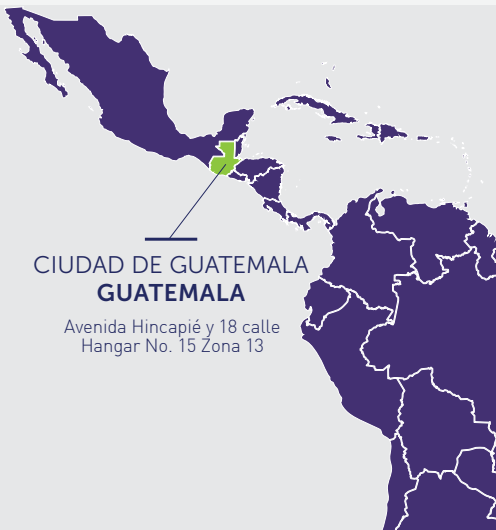 CIUDAD DE GUATEMALA
GUATEMALA
Avenida Hincapié y 18 calle
Hangar No. 15 Zona 13